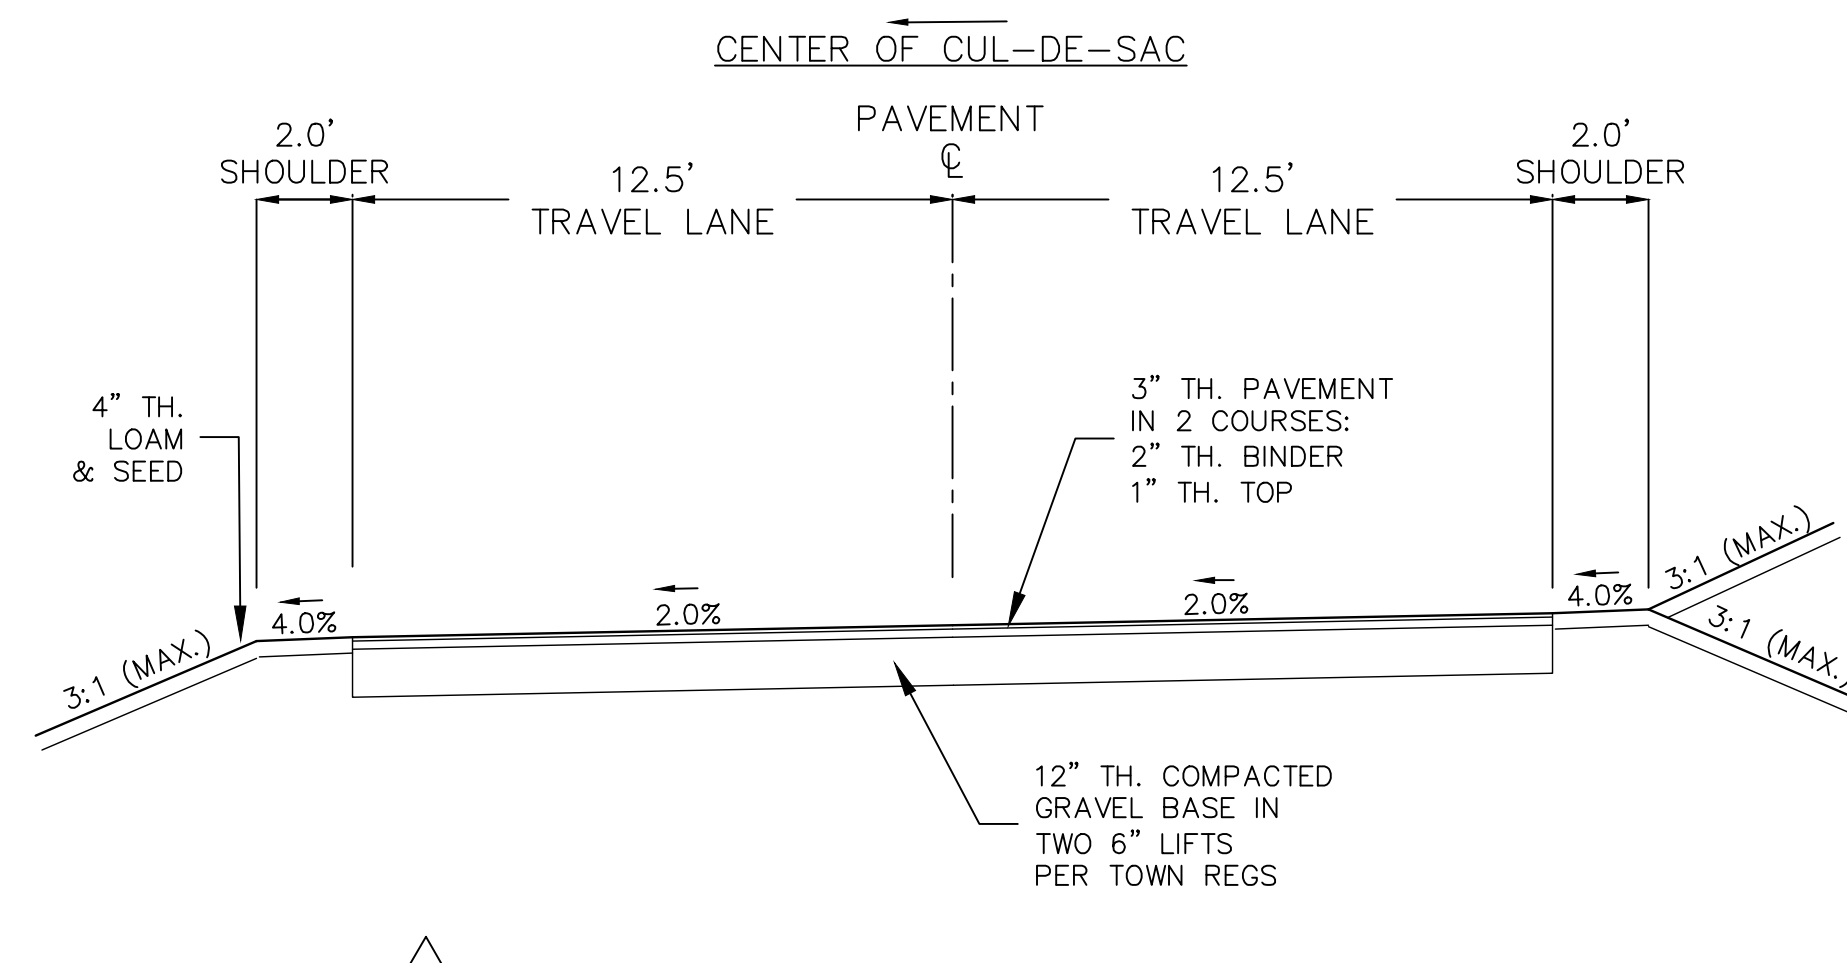 CENTER OF CUL-DE-SAC
PAVEMENT
℄
2.0’
SHOULDER
12.5’
TRAVEL LANE
12.5’
TRAVEL LANE
2.0’
SHOULDER
4” TH.
LOAM
& SEED
3” TH. PAVEMENT
IN 2 COURSES:
2” TH. BINDER
1” TH. TOP
3:1 (MAX.)
4.0%
2.0%
2.0%
4.0%
3:1 (MAX.)
3:1 (MAX.)
12” TH. COMPACTED
GRAVEL BASE IN
TWO 6” LIFTS
PER TOWN REGS